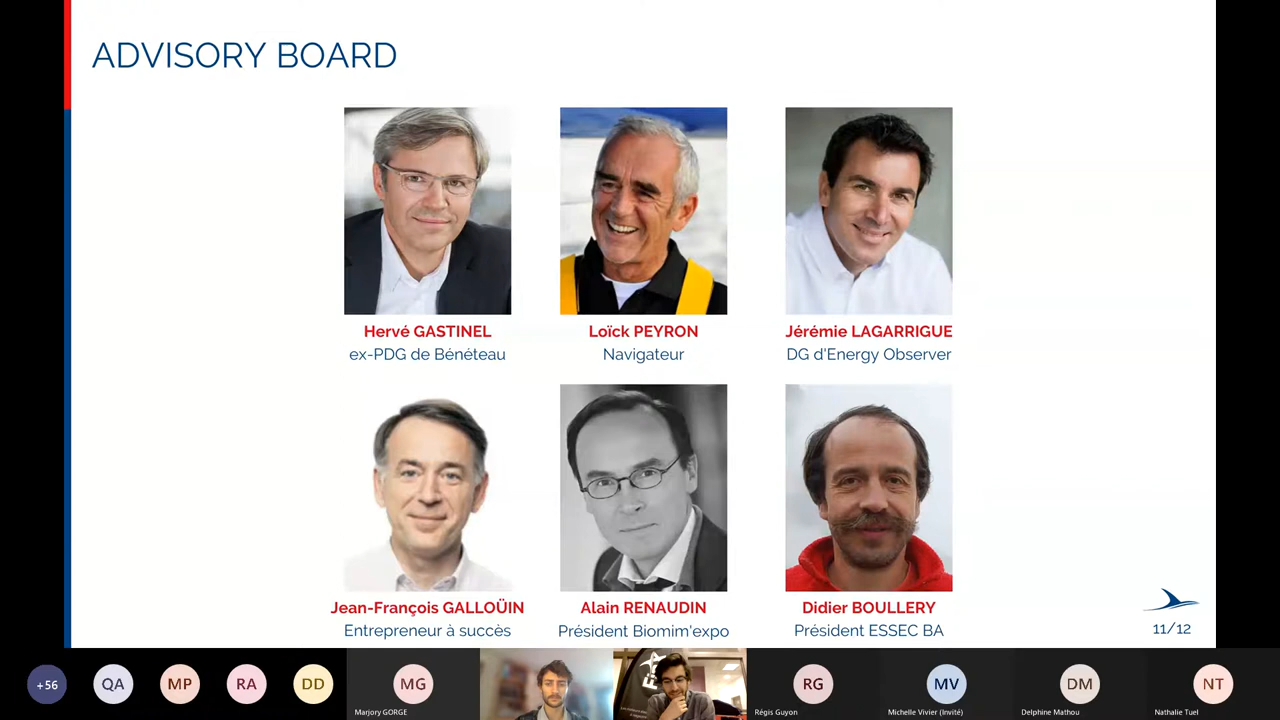 ADVISORY BOARD
Hervé GASTINEL
ex-PDG de Bénéteau
Loïck PEYRON
Navigateur
Jérémie LAGARRIGUE
DG d'Energy Observer
Jean-François GALLOÜIN
Entrepreneur à succès
Alain RENAUDIN
Président Biomim'expo
Didier BOULLERY
Président ESSEC BA
11/12
+56
QA
MP
RA
DD
MG
Marjory GORGE
RG
Régis Guyon
MV
Michelle Vivier (Invité)
DM
Delphine Mathou
NT
Nathalie Tuel